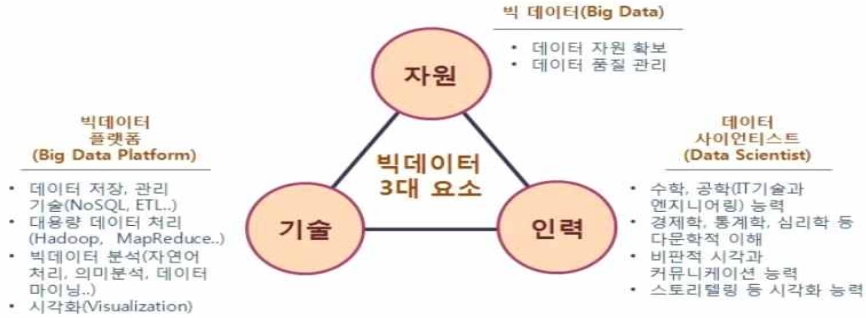 빅 데이터(Big Data)
• 데이터 자원 확보
• 데이터 품질 관리
자원
빅데이터
플랫폼
(Big Data Platform)
• 데이터 저장, 관리
기술(NoSQL, ETL..)
• 대용량 데이터 처리
(Hadoop, MapReduce..)
• 빅데이터 분석(자연어
처리, 의미분석, 데이터
마이닝..)
• 시각화(Visualization)
빅데이터
3대 요소
기술
인력
데이터
사이언티스트
(Data Scientist)
• 수학, 공학(IT기술과
엔지니어링) 능력
• 경제학, 통계학, 심리학 등
다문학적 이해
• 비판적 시각과
커뮤니케이션 능력
• 스토리텔링 등 시각화 능력